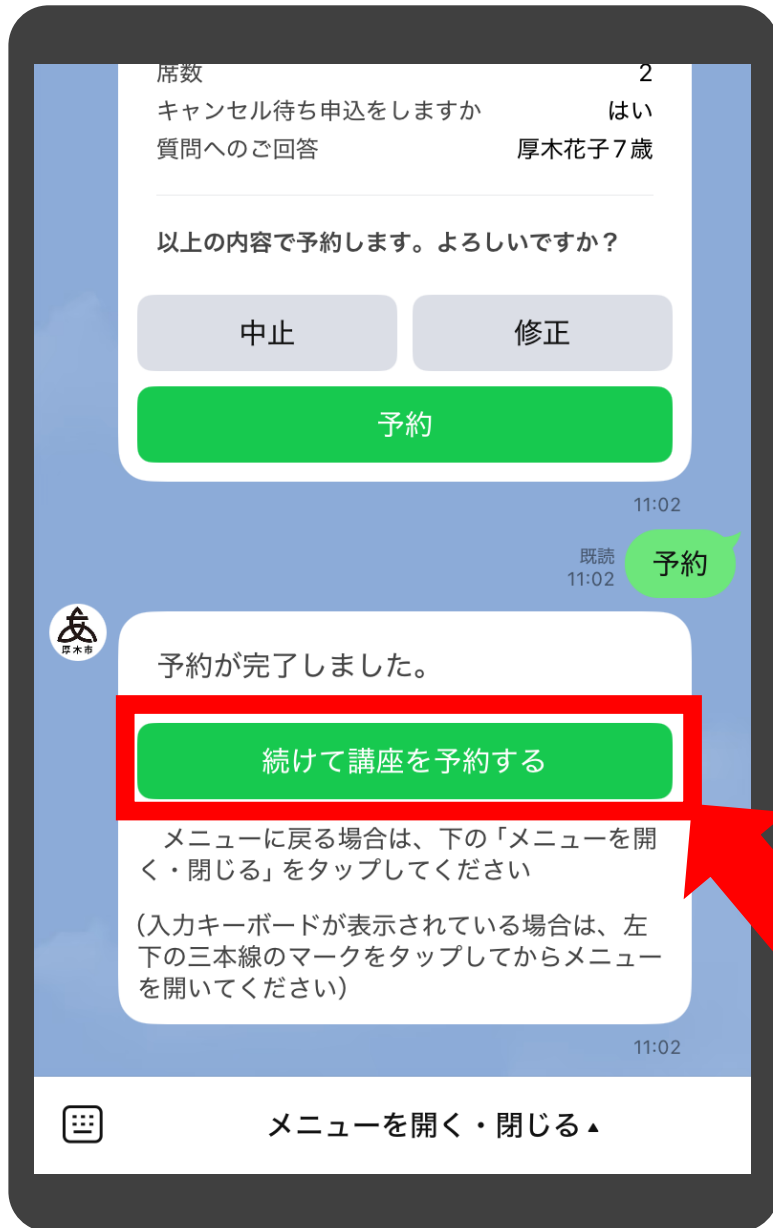 席数 2
キャンセル待ち申込をしますか はい
質問へのご回答 厚木花子7歳
以上の内容で予約します。よろしいですか？
中止 修正
予約
11:02
既読
11:02
予約
厚木市
予約が完了しました。
続けて講座を予約する
メニューに戻る場合は、下の「メニューを開
く・閉じる」をタップしてください
(入力キーボードが表示されている場合は、左
下の三本線のマークをタップしてからメニュー
を開いてください)
11:02
メニューを開く・閉じる▲